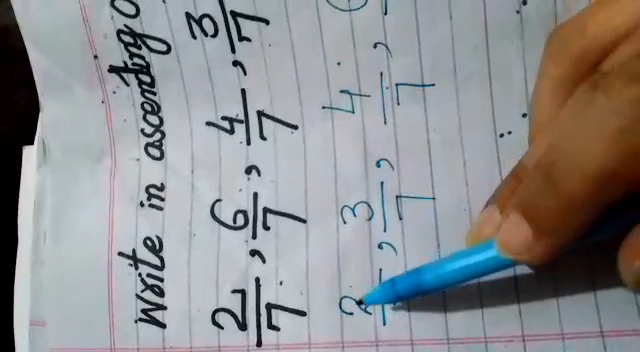 Write in ascending
2/7, 6/7, 4/7, 3/7
2/7, 3/7, 4/7,